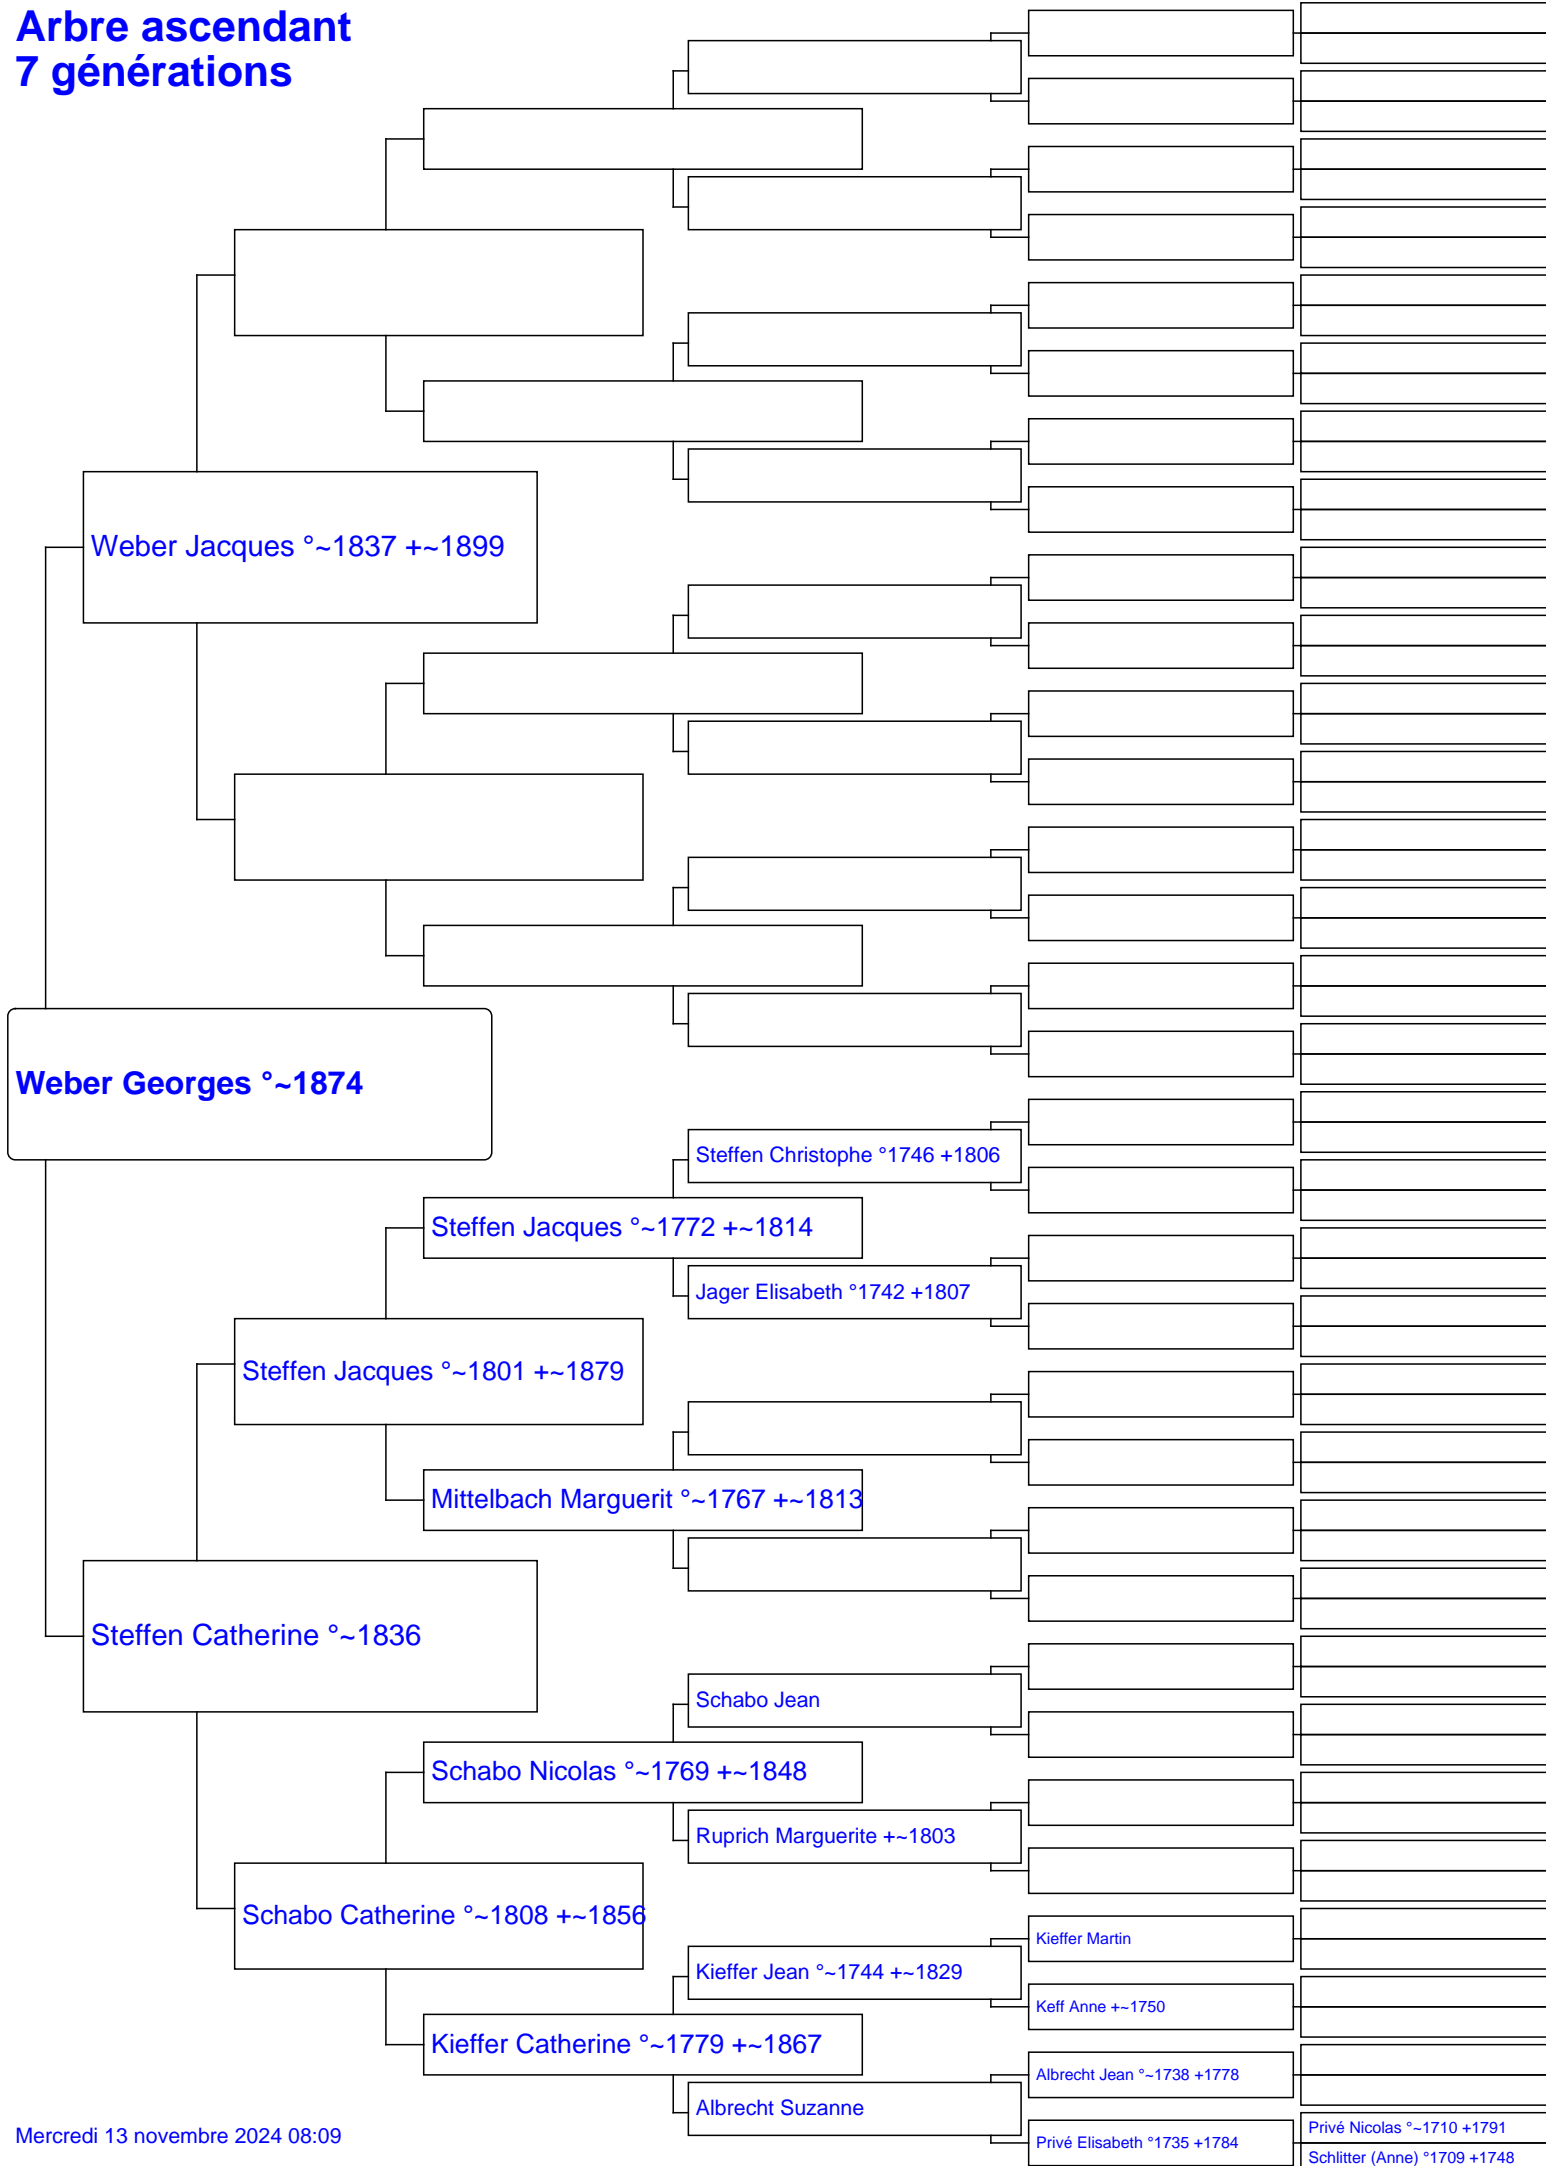 Arbre ascendant
7 générations
Weber Jacques °~1837 +~1899
Weber Georges °~1874
Steffen Christophe °1746 +1806
Steffen Jacques °~1772 +~1814
Jager Elisabeth °1742 +1807
Steffen Jacques °~1801 +~1879
Mittelbach Marguerit °~1767 +~1813
Steffen Catherine °~1836
Schabo Jean
Schabo Nicolas °~1769 +~1848
Ruprich Marguerite +~1803
Schabo Catherine °~1808 +~1856
Kieffer Martin
Kieffer Jean °~1744 +~1829
Keff Anne +~1750
Kieffer Catherine °~1779 +~1867
Albrecht Jean °~1738 +1778
Albrecht Suzanne
Privé Nicolas °~1710 +1791
Privé Elisabeth °1735 +1784
Schlitter (Anne) °1709 +1748
Mercredi 13 novembre 2024 08:09